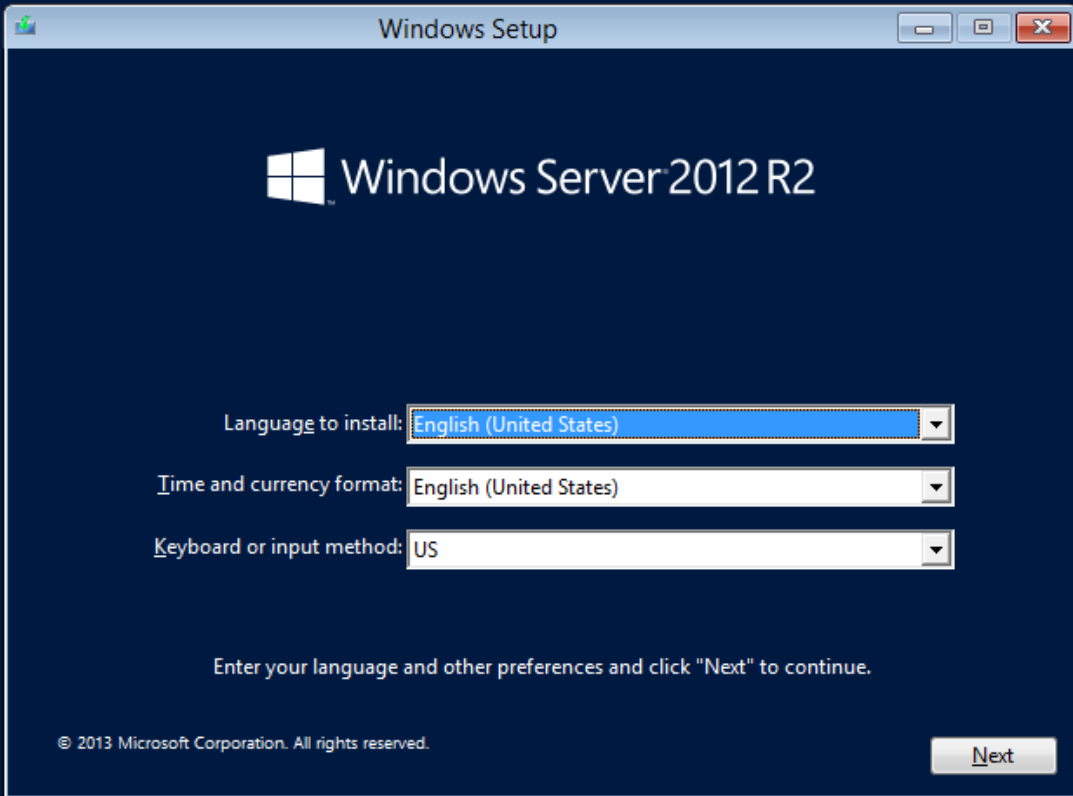 Windows Setup
Windows Server 2012 R2
Language to install: English (United States)
Time and currency format: English (United States)
Keyboard or input method: US
Enter your language and other preferences and click "Next" to continue.
© 2013 Microsoft Corporation. All rights reserved.
Next